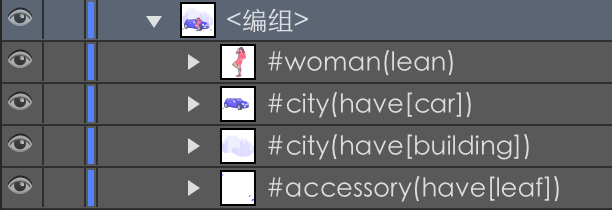 <编组>
#woman(lean)
#city(have[car])
#city(have[building])
#accessory(have[leaf])